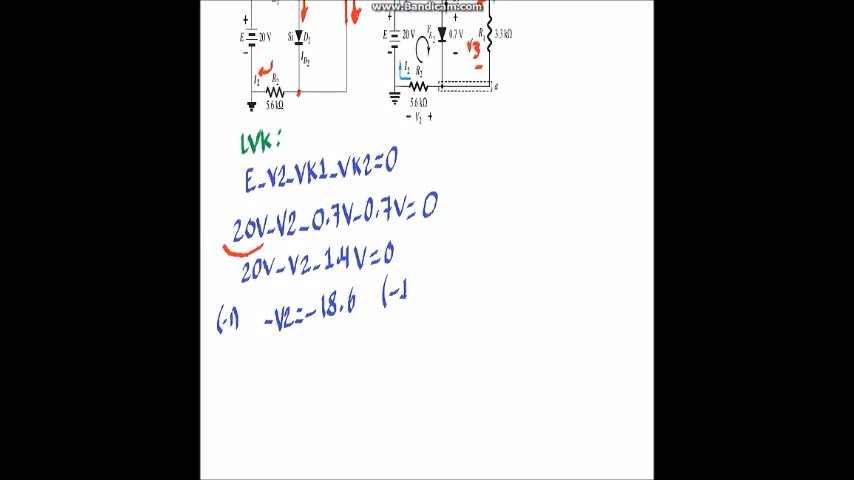 www.Bandicam.com
+ E 20 V - Si D2 ID2
I2 R2 5.6 kΩ
+ E 20 V - 0.7 V - R1 3.3 kΩ V3
I2 R2 5.6 kΩ a
- V2 +
LVK:
E-V2-VK1-VK2=0
20V-V2-0.7V-0.7V=0
20V-V2-1.4V=0
(-1) -V2=-18.6 (-1